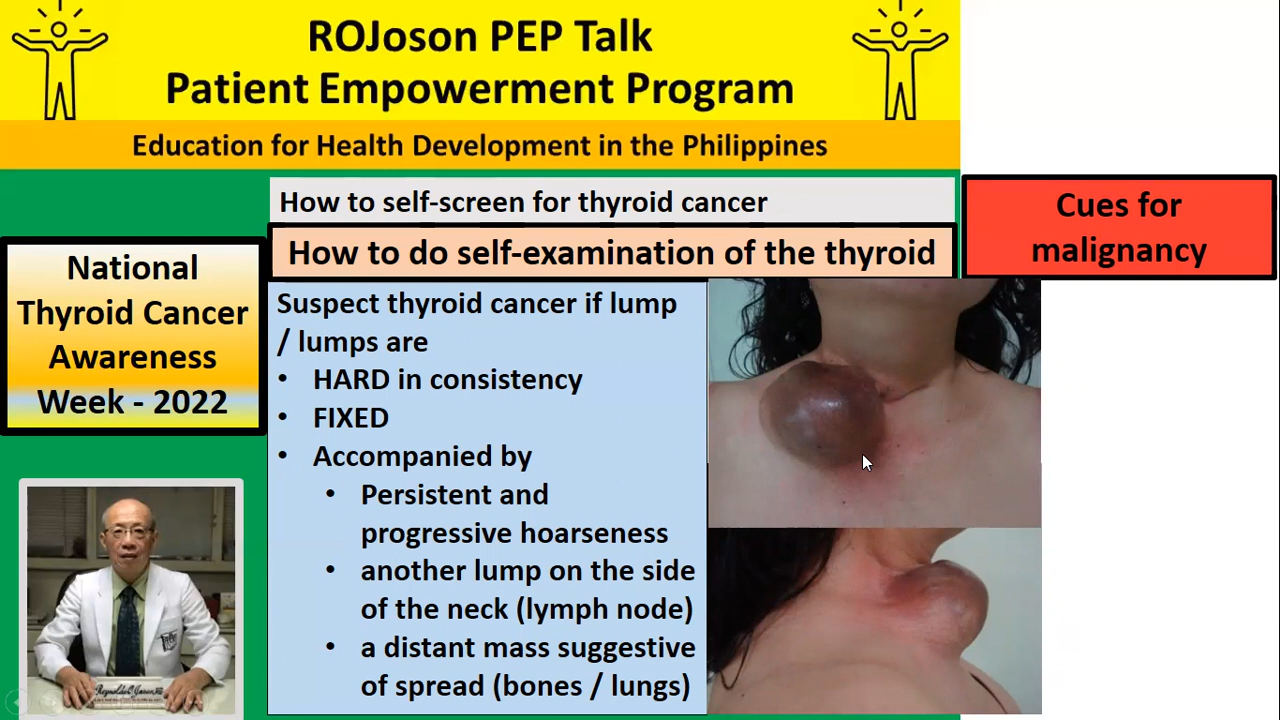 ROJoson PEP Talk
Patient Empowerment Program
Education for Health Development in the Philippines
How to self-screen for thyroid cancer
How to do self-examination of the thyroid
Cues for
malignancy
National
Thyroid Cancer
Awareness
Week - 2022
Suspect thyroid cancer if lump
/ lumps are
• HARD in consistency
• FIXED
• Accompanied by
• Persistent and
progressive hoarseness
• another lump on the side
of the neck (lymph node)
• a distant mass suggestive
of spread (bones / lungs)